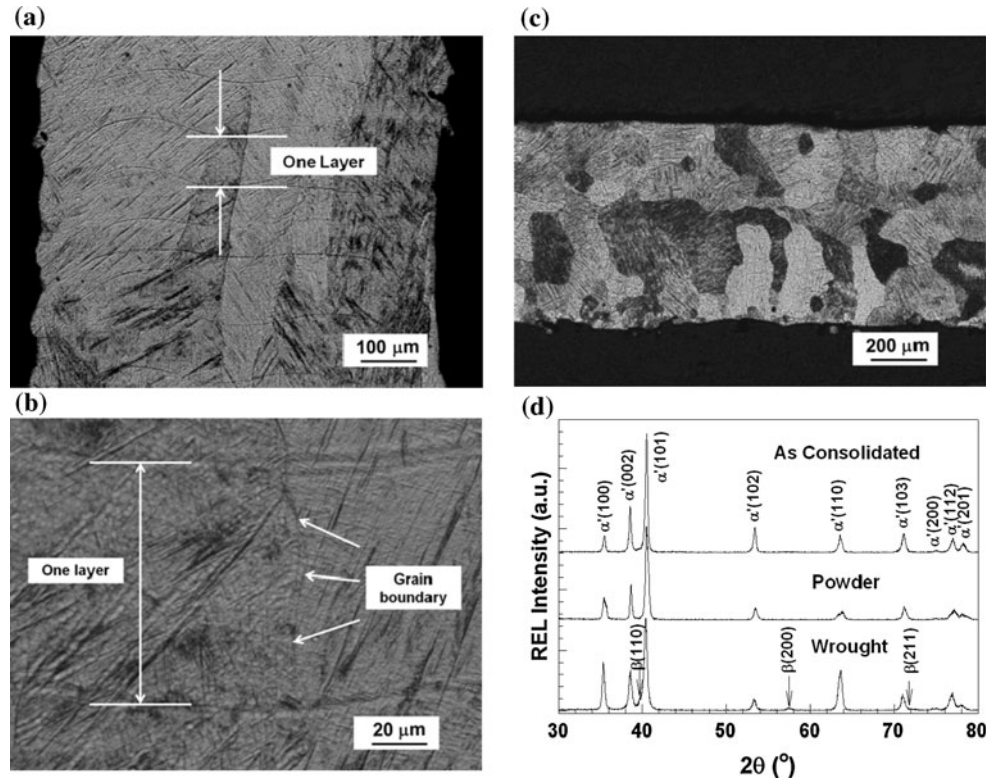 (a)
One Layer
100 μm
(b)
One layer
Grain
boundary
20 μm
(c)
200 μm
(d)
REL Intensity (a.u.)
As Consolidated
α'(100)
α'(002)
α'(101)
α'(102)
α'(110)
α'(103)
α'(200)
α'(112)
α'(201)
Powder
Wrought
β(110)
β(200)
β(211)
30 40 50 60 70 80
2θ (°)